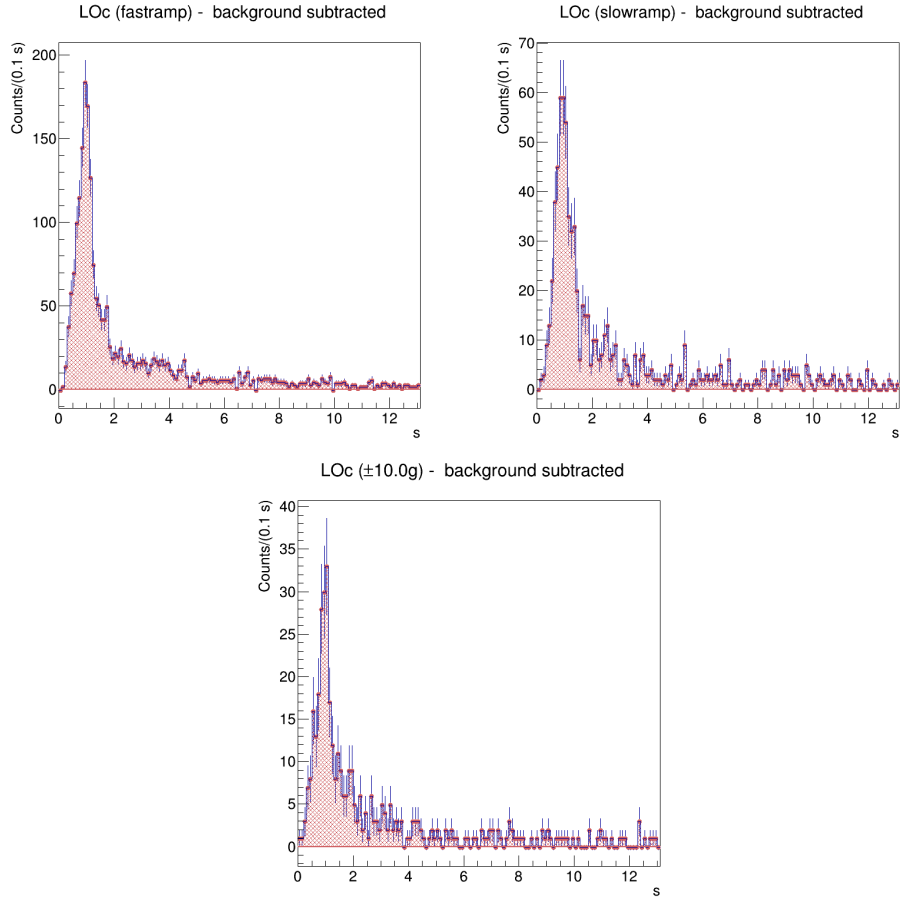 LOc (fastramp) - background subtracted
Counts/(0.1 s)
200
150
100
50
0
0 2 4 6 8 10 12
s
LOc (slowramp) - background subtracted
Counts/(0.1 s)
70
60
50
40
30
20
10
0
0 2 4 6 8 10 12
s
LOc (±10.0g) - background subtracted
Counts/(0.1 s)
40
35
30
25
20
15
10
5
0
0 2 4 6 8 10 12
s